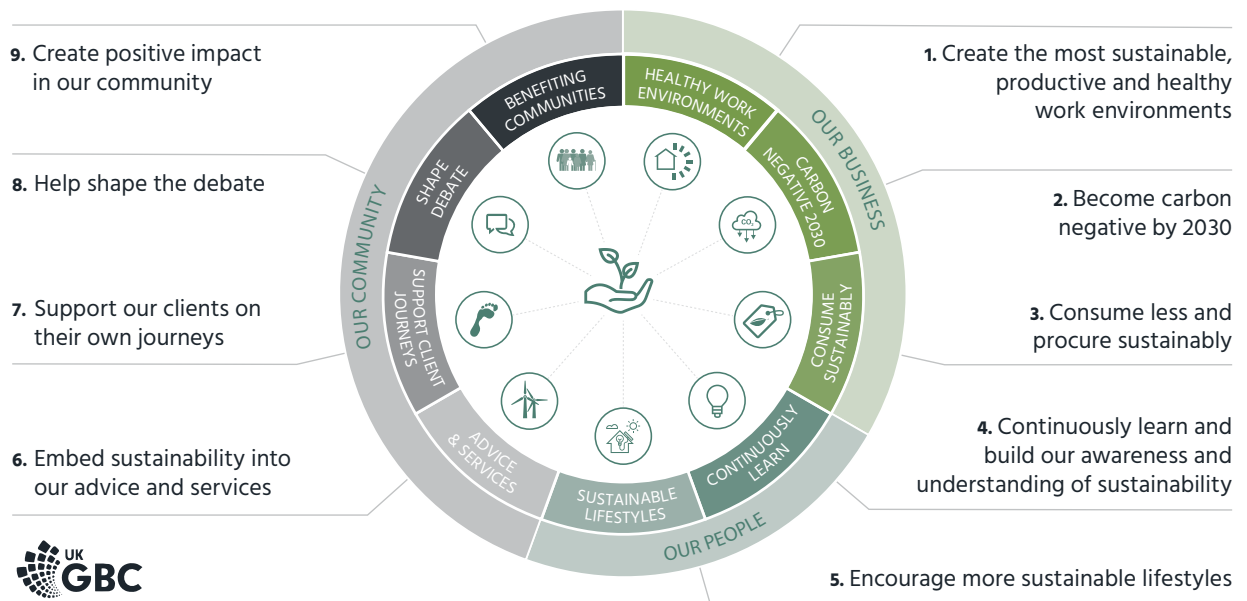 9. Create positive impact
in our community
8. Help shape the debate
7. Support our clients on
their own journeys
6. Embed sustainability into
our advice and services
UK
GBC
OUR COMMUNITY
OUR BUSINESS
OUR PEOPLE
BENEFITING
COMMUNITIES
HEALTHY WORK
ENVIRONMENTS
CARBON
NEGATIVE 2030
CONSUME
SUSTAINABLY
CONTINUOUSLY
LEARN
SUSTAINABLE
LIFESTYLES
ADVICE
& SERVICES
SUPPORT CLIENT
JOURNEYS
SHAPE
DEBATE
CO₂
1. Create the most sustainable,
productive and healthy
work environments
2. Become carbon
negative by 2030
3. Consume less and
procure sustainably
4. Continuously learn and
build our awareness and
understanding of sustainability
5. Encourage more sustainable lifestyles